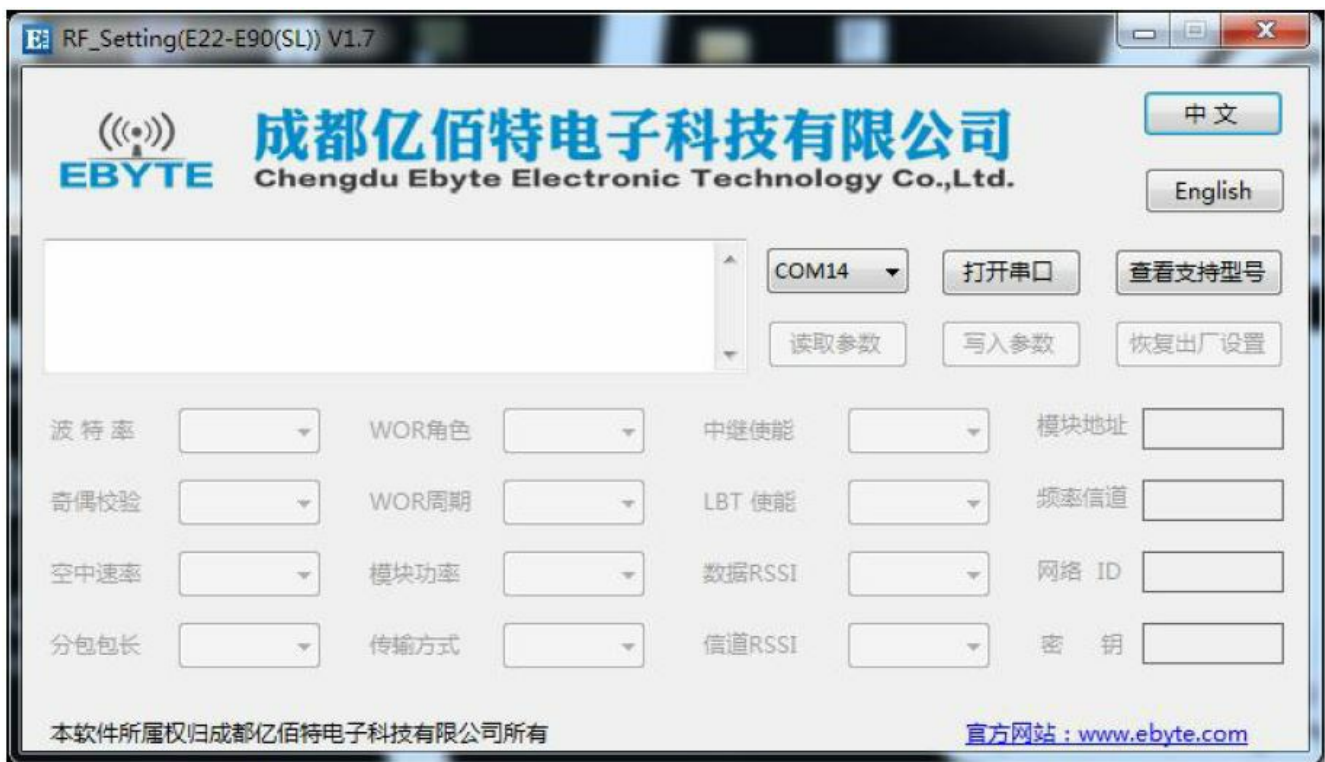 RF_Setting(E22-E90(SL)) V1.7
EBYTE
成都亿佰特电子科技有限公司
Chengdu Ebyte Electronic Technology Co.,Ltd.
中 文
English
COM14
打开串口
查看支持型号
读取参数
写入参数
恢复出厂设置
波 特 率
WOR角色
中继使能
模块地址
奇偶校验
WOR周期
LBT 使能
频率信道
空中速率
模块功率
数据RSSI
网络 ID
分包包长
传输方式
信道RSSI
密 钥
本软件所属权归成都亿佰特电子科技有限公司所有
官方网站：www.ebyte.com